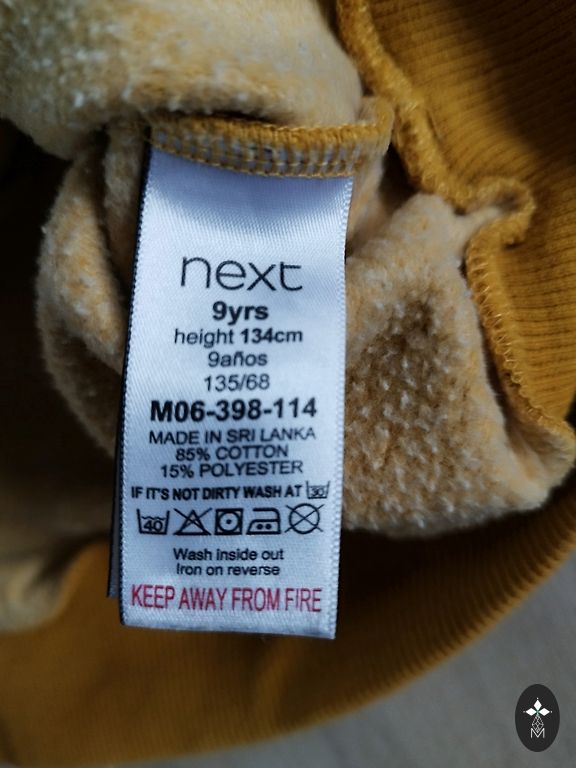 next
9yrs
height 134cm
9años
135/68
M06-398-114
MADE IN SRI LANKA
85% COTTON
15% POLYESTER
IF IT'S NOT DIRTY WASH AT 30
40
Wash inside out
Iron on reverse
KEEP AWAY FROM FIRE
M